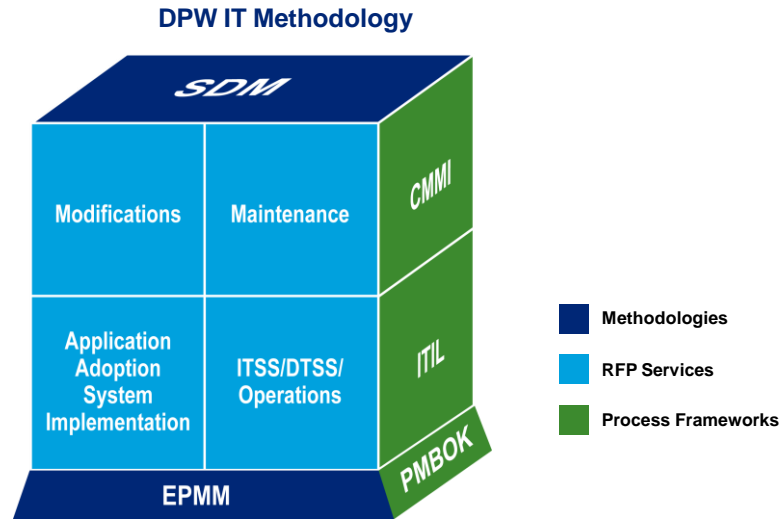 DPW IT Methodology
SDM
Modifications
Maintenance
CMMI
Application
Adoption
System
Implementation
ITSS/DTSS/
Operations
ITIL
PMBOK
EPMM
Methodologies
RFP Services
Process Frameworks